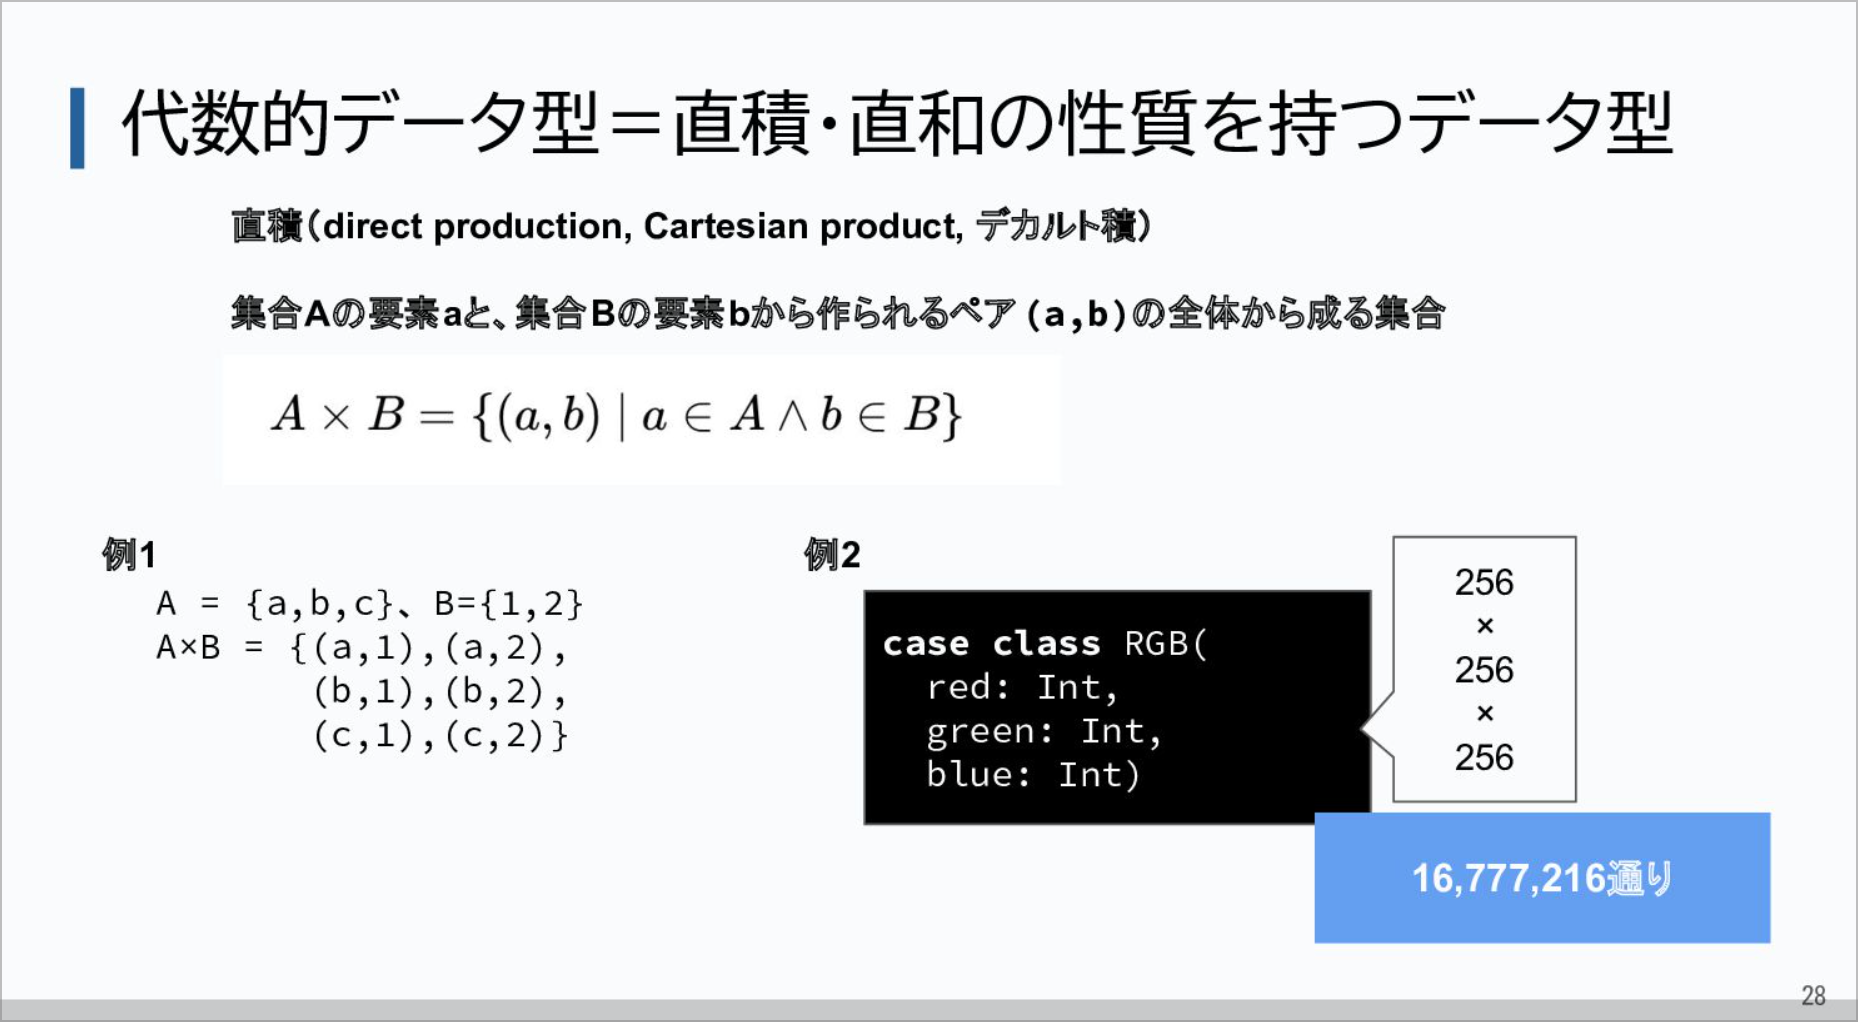 代数的データ型＝直積・直和の性質を持つデータ型
直積（direct production, Cartesian product, デカルト積）
集合Aの要素aと、集合Bの要素bから作られるペア(a,b)の全体から成る集合
A × B = {(a, b) | a ∈ A ∧ b ∈ B}
例1
A = {a,b,c}、B={1,2}
A×B = {(a,1),(a,2),
(b,1),(b,2),
(c,1),(c,2)}
例2
case class RGB(
red: Int,
green: Int,
blue: Int)
256
×
256
×
256
16,777,216通り
28